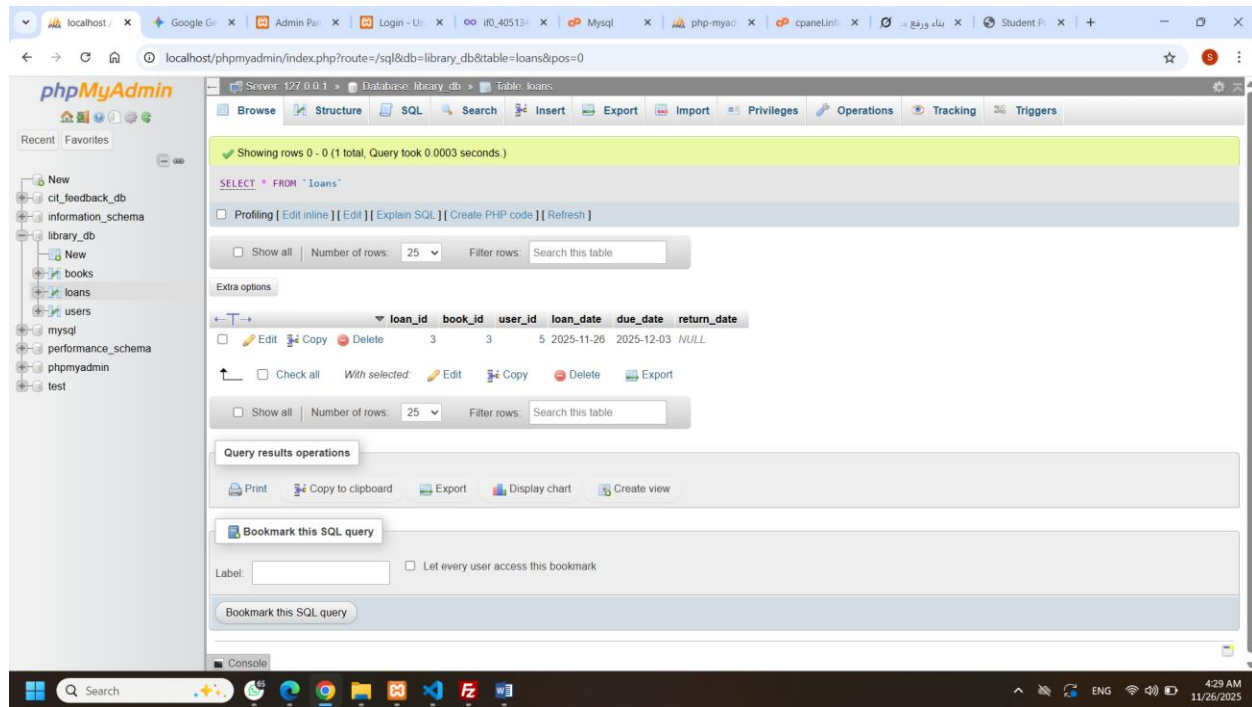 localhost / Google Ge Admin Pan Login - Un if0_40513 Mysql php-myad cpanel.infi بناء ورفع Student P
localhost/phpmyadmin/index.php?route=/sql&db=library_db&table=loans&pos=0 S
phpMyAdmin
Recent Favorites
New
cit_feedback_db
information_schema
library_db
New
books
loans
users
mysql
performance_schema
phpmyadmin
test
Server: 127.0.0.1 » Database: library_db » Table: loans
Browse Structure SQL Search Insert Export Import Privileges Operations Tracking Triggers
Showing rows 0 - 0 (1 total, Query took 0.0003 seconds.)
SELECT * FROM `loans`
Profiling [ Edit inline ] [ Edit ] [ Explain SQL ] [ Create PHP code ] [ Refresh ]
Show all | Number of rows: 25 Filter rows: Search this table
Extra options
loan_id book_id user_id loan_date due_date return_date
Edit Copy Delete 3 3 5 2025-11-26 2025-12-03 NULL
Check all With selected: Edit Copy Delete Export
Show all | Number of rows: 25 Filter rows: Search this table
Query results operations
Print Copy to clipboard Export Display chart Create view
Bookmark this SQL query
Label: Let every user access this bookmark
Bookmark this SQL query
Console
Search 65 ENG 4:29 AM
11/26/2025